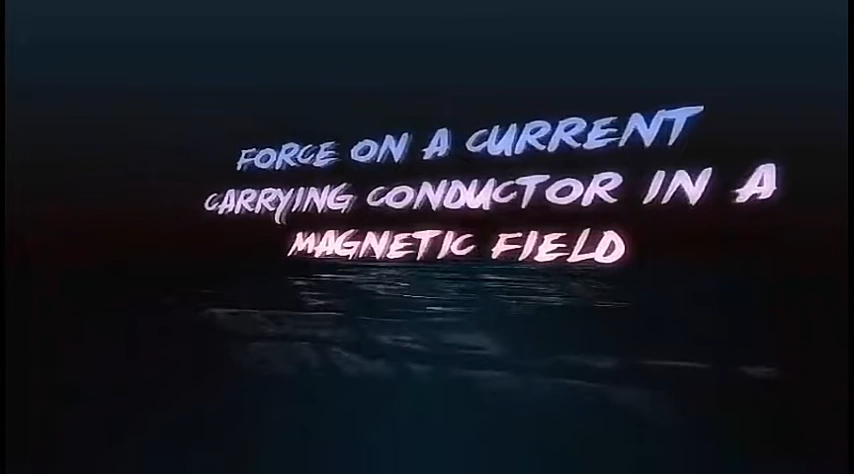 FORCE ON A CURRENT
CARRYING CONDUCTOR IN A
MAGNETIC FIELD